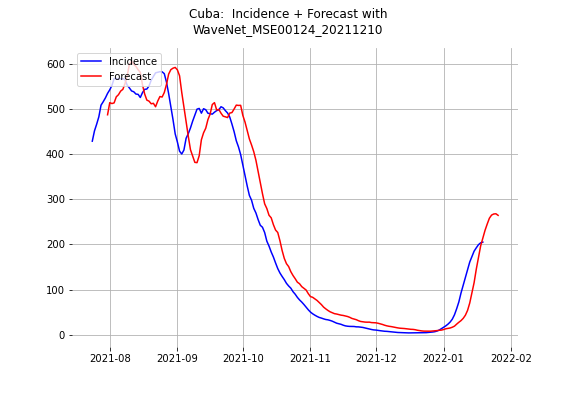 Cuba:  Incidence + Forecast with
WaveNet_MSE00124_20211210
Incidence
Forecast
600
500
400
300
200
100
0
2021-08 2021-09 2021-10 2021-11 2021-12 2022-01 2022-02